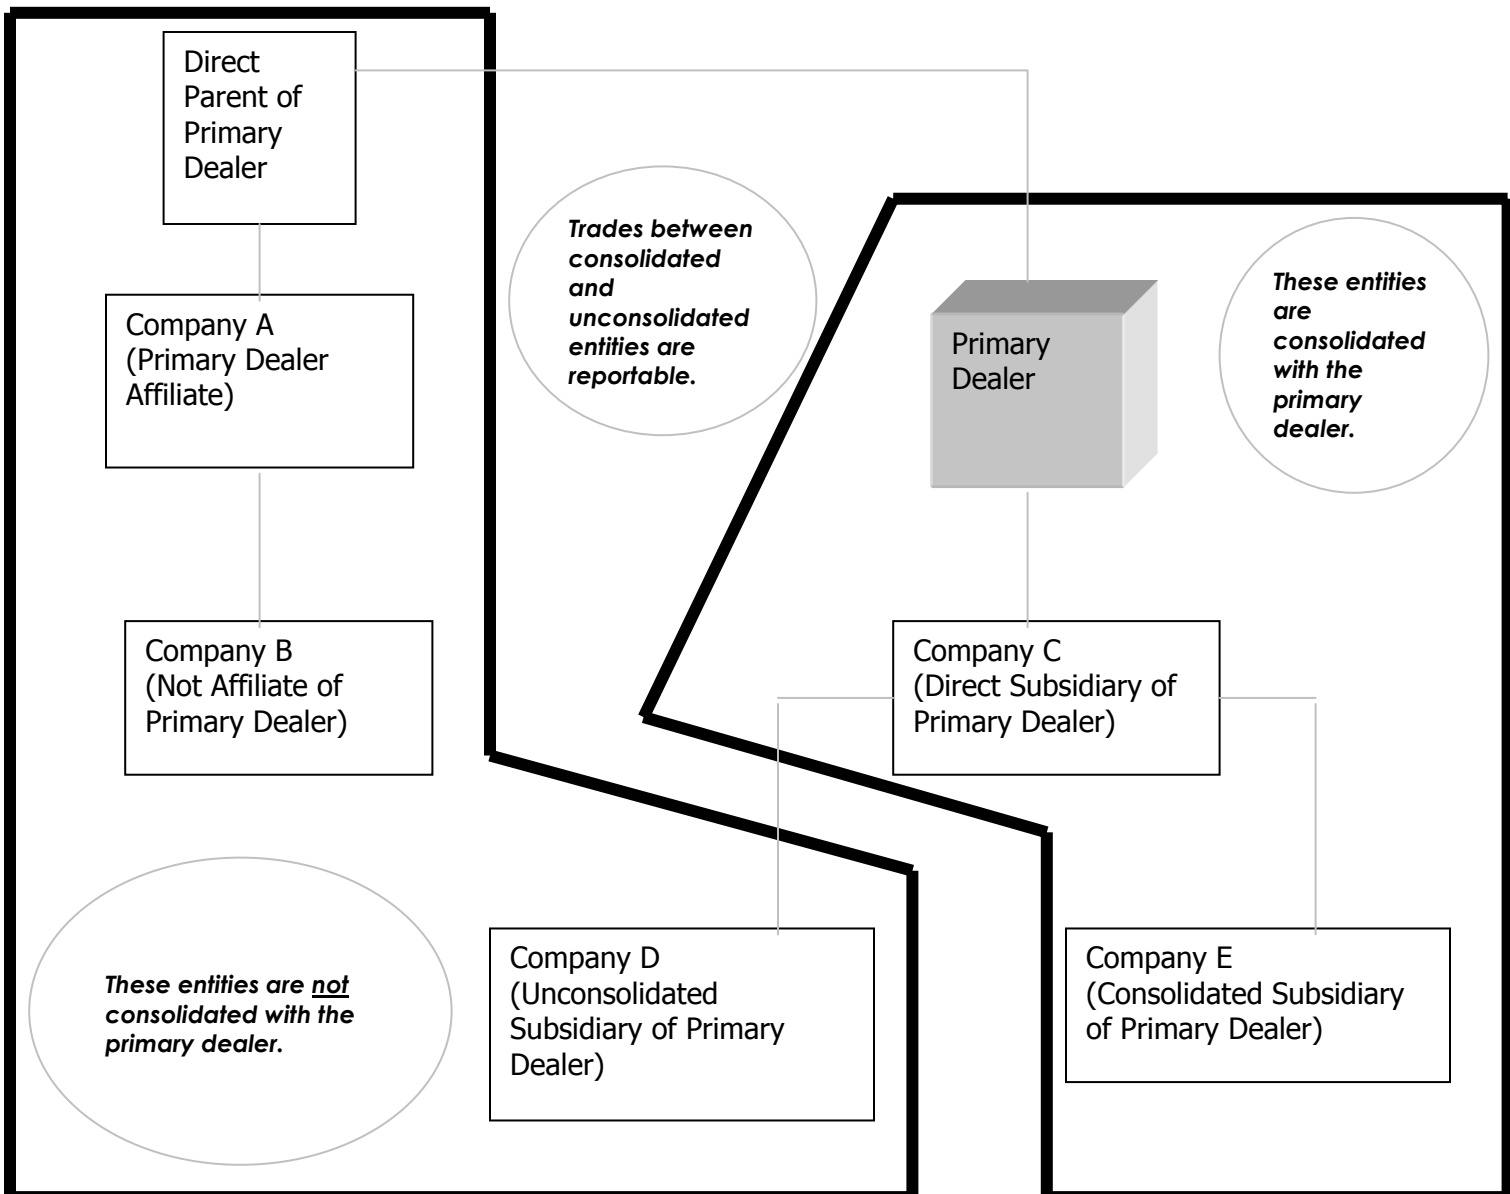 Direct
Parent of
Primary
Dealer
Trades between
consolidated
and
unconsolidated
entities are
reportable.
These entities
are
consolidated
with the
primary
dealer.
Company A
(Primary Dealer
Affiliate)
Primary
Dealer
Company B
(Not Affiliate of
Primary Dealer)
Company C
(Direct Subsidiary of
Primary Dealer)
These entities are not
consolidated with the
primary dealer.
Company D
(Unconsolidated
Subsidiary of Primary
Dealer)
Company E
(Consolidated Subsidiary
of Primary Dealer)